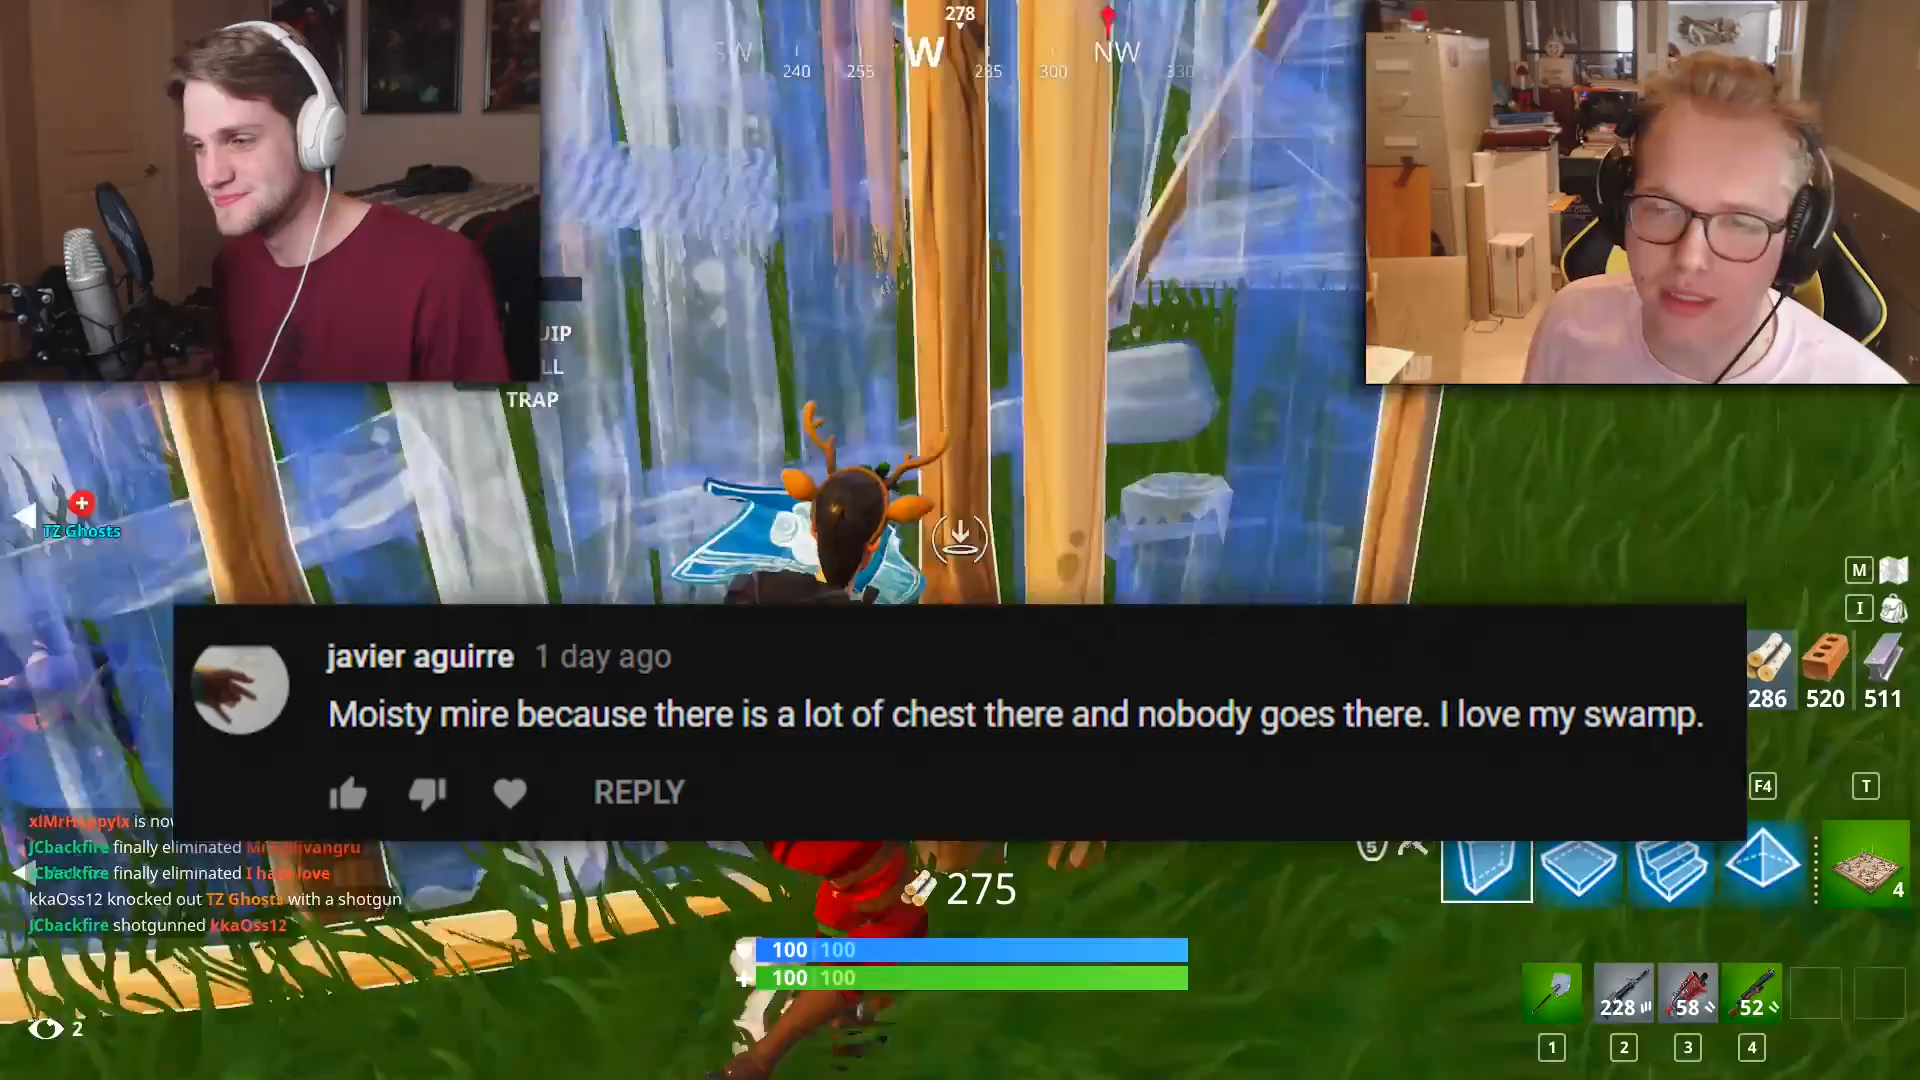 278
SW
W
NW
240
255
285
300
330
UIP
LL
TRAP
TZ Ghosts
M
I
286
520
511
javier aguirre 1 day ago
Moisty mire because there is a lot of chest there and nobody goes there. I love my swamp.
REPLY
F4
T
xlMrHappylx is now
JCbackfire finally eliminated
JCbackfire finally eliminated I hate love
kkaOss12 knocked out TZ Ghosts with a shotgun
JCbackfire shotgunned kkaOss12
275
5
4
100 | 100
100 | 100
228
58
52
2
1
2
3
4